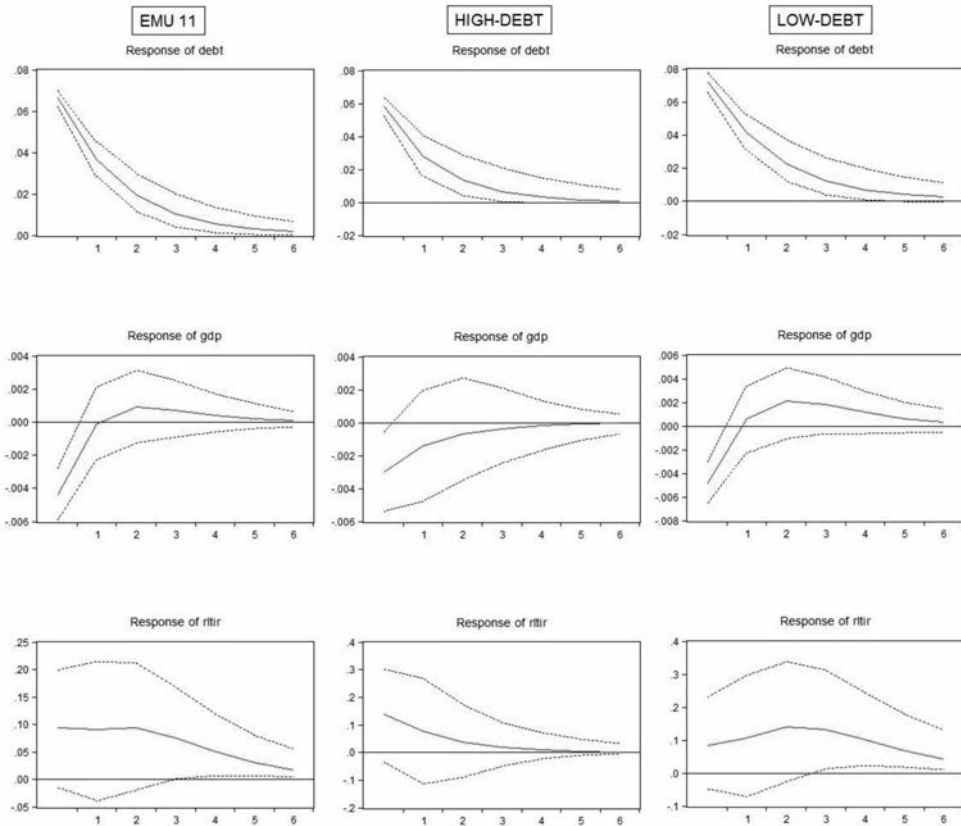 EMU 11
HIGH-DEBT
LOW-DEBT
Response of debt
Response of debt
Response of debt
.08
.06
.04
.02
.00
1 2 3 4 5 6
.08
.06
.04
.02
.00
-.02
1 2 3 4 5 6
.08
.06
.04
.02
.00
-.02
1 2 3 4 5 6
Response of gdp
Response of gdp
Response of gdp
.004
.002
.000
-.002
-.004
-.006
1 2 3 4 5 6
.004
.002
.000
-.002
-.004
-.006
1 2 3 4 5 6
.006
.004
.002
.000
-.002
-.004
-.006
-.008
1 2 3 4 5 6
Response of rltir
Response of rltir
Response of rltir
.25
.20
.15
.10
.05
.00
-.05
1 2 3 4 5 6
.4
.3
.2
.1
.0
-.1
-.2
1 2 3 4 5 6
.4
.3
.2
.1
.0
-.1
1 2 3 4 5 6